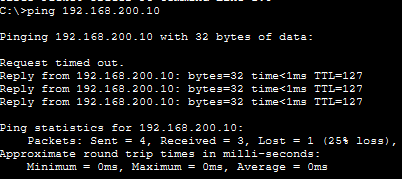 C:\>ping 192.168.200.10
Pinging 192.168.200.10 with 32 bytes of data:
Request timed out.
Reply from 192.168.200.10: bytes=32 time<1ms TTL=127
Reply from 192.168.200.10: bytes=32 time<1ms TTL=127
Reply from 192.168.200.10: bytes=32 time<1ms TTL=127
Ping statistics for 192.168.200.10:
Packets: Sent = 4, Received = 3, Lost = 1 (25% loss),
Approximate round trip times in milli-seconds:
Minimum = 0ms, Maximum = 0ms, Average = 0ms